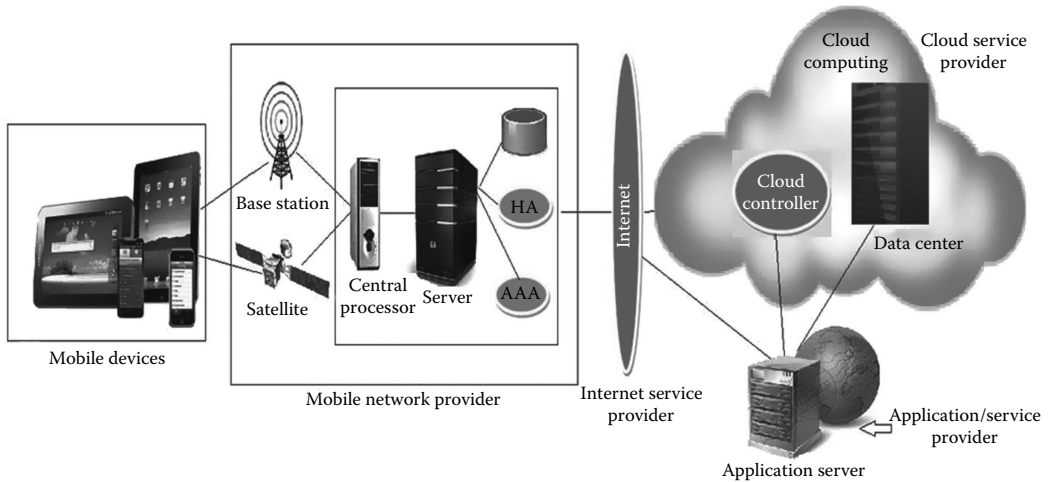 Mobile devices
Base station
Satellite
Central
processor
Server
HA
AAA
Mobile network provider
Internet
Internet service
provider
Cloud
computing
Cloud service
provider
Cloud
controller
Data center
Application server
Application/service
provider